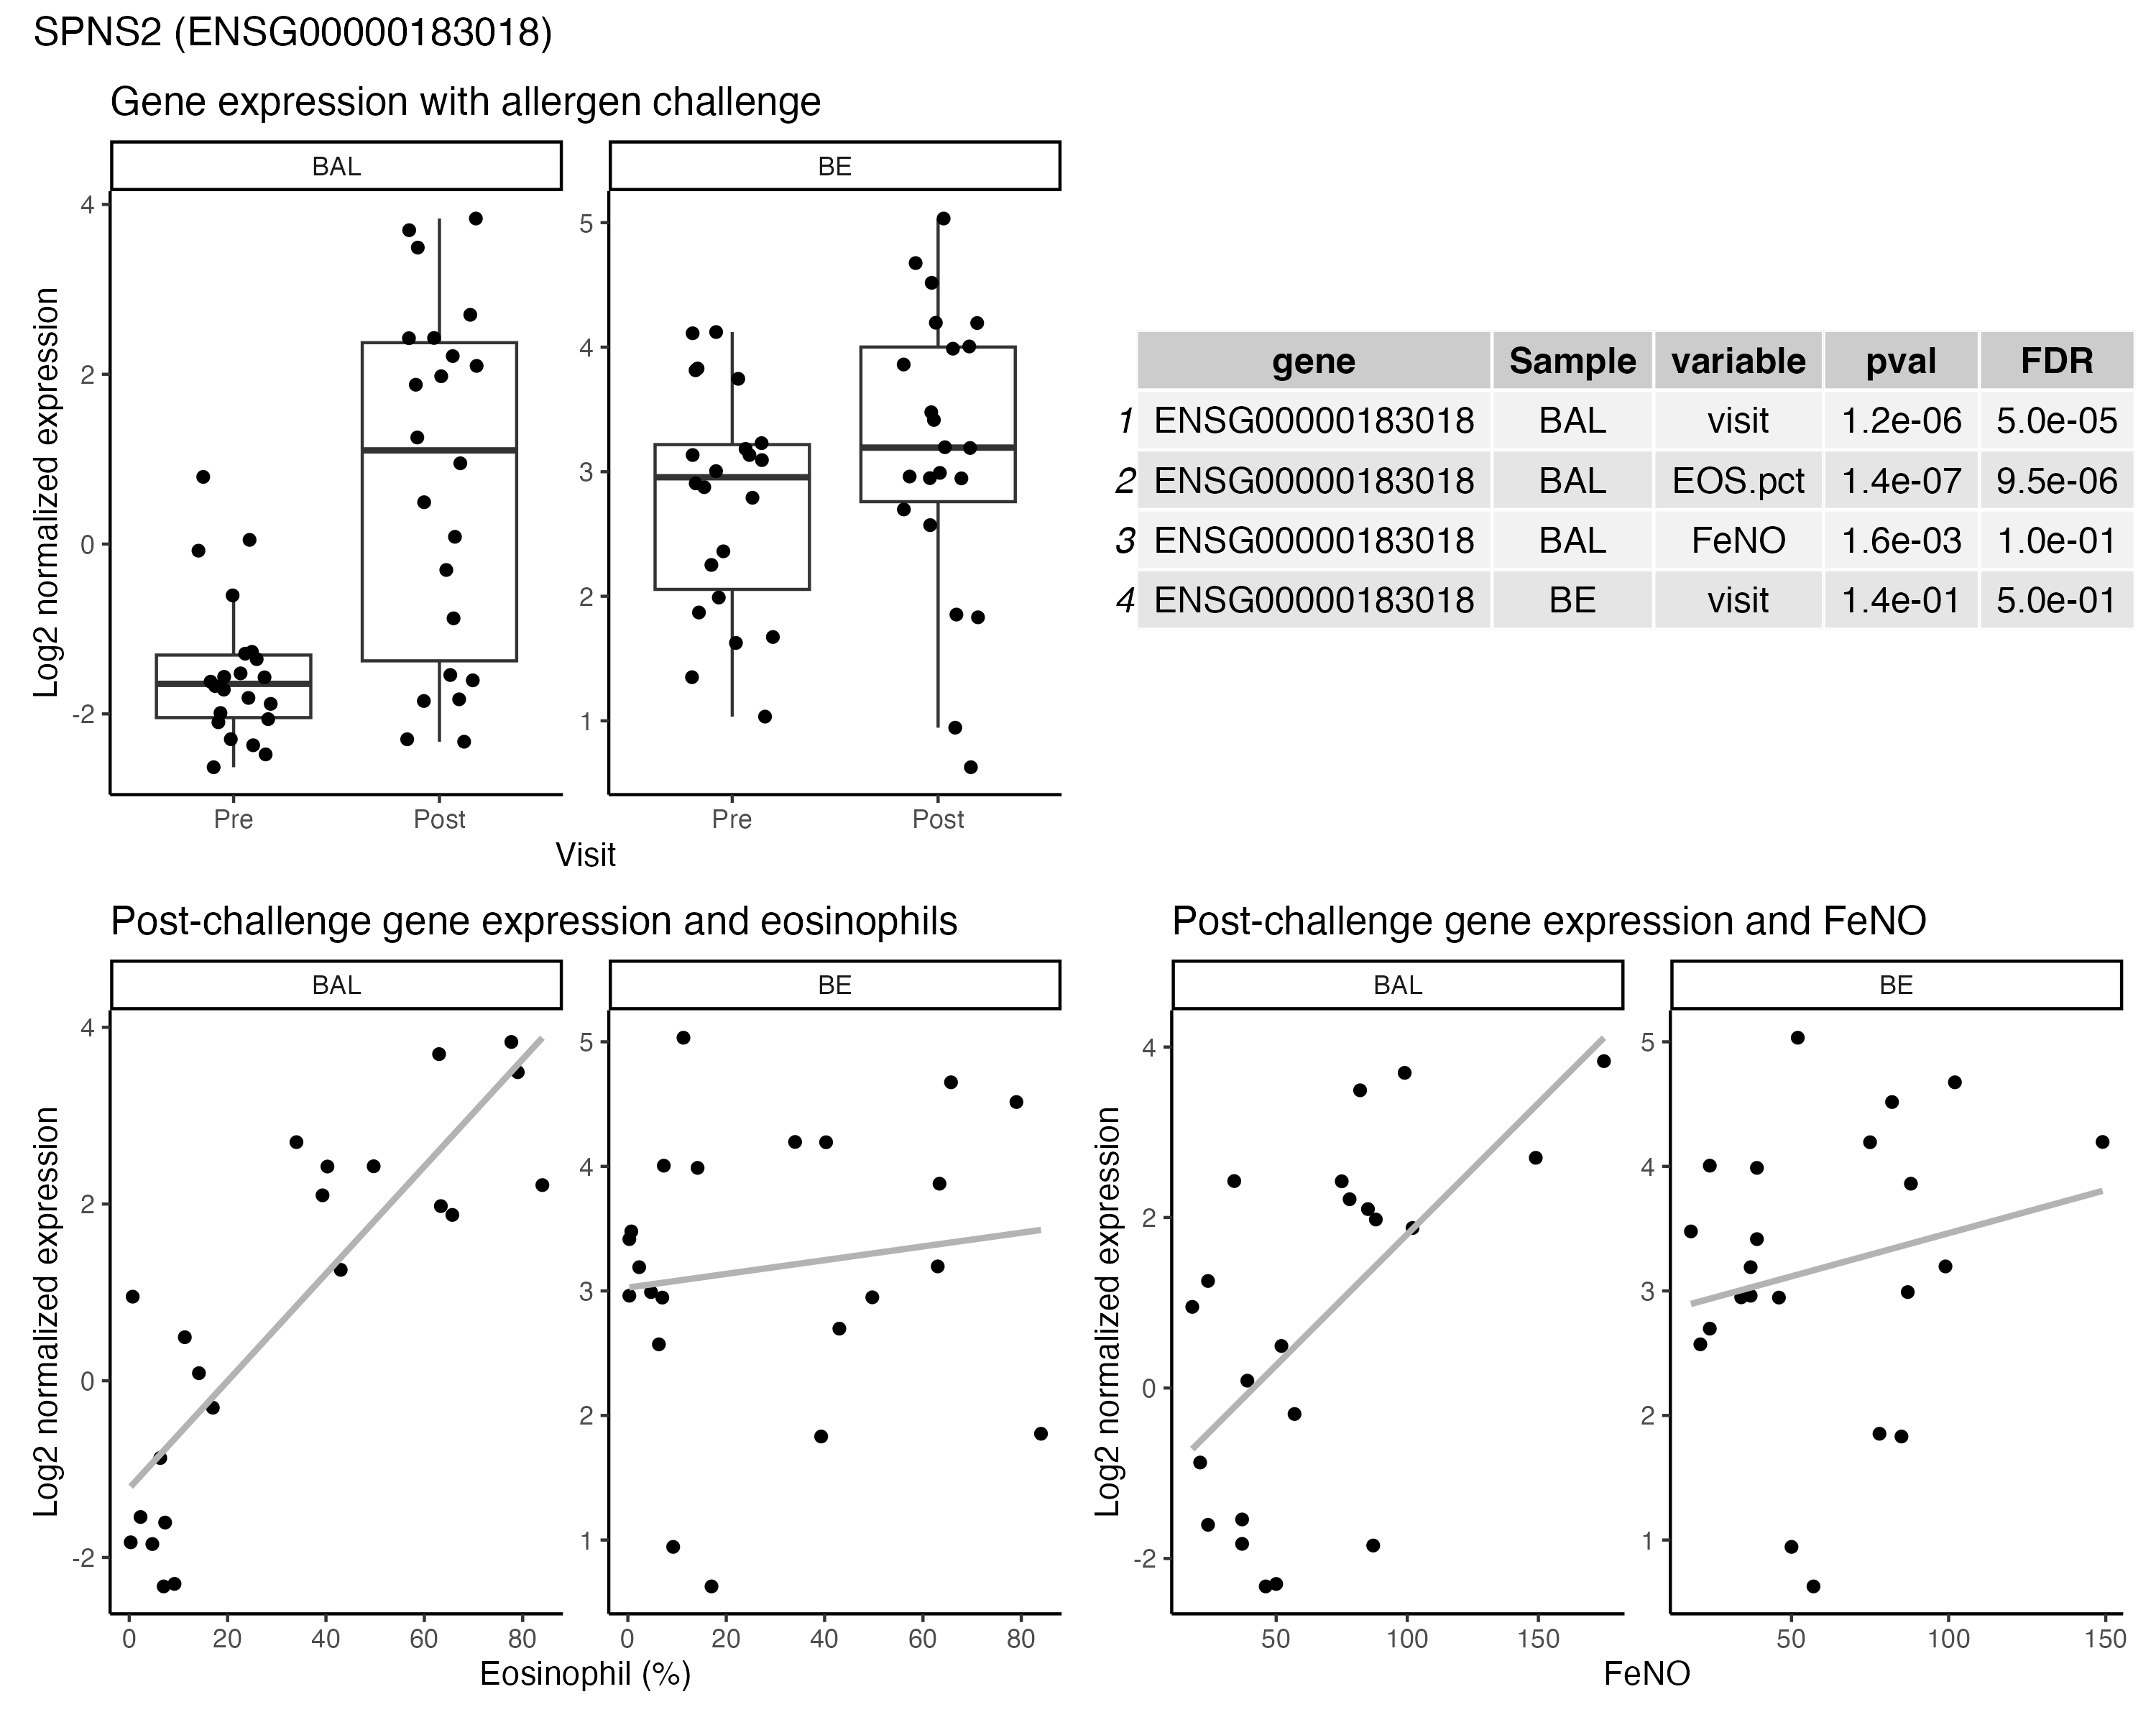 SPNS2 (ENSG00000183018)
Gene expression with allergen challenge
BAL
BE
Log2 normalized expression
4
2
0
-2
5
4
3
2
1
Pre
Post
Pre
Post
Visit
gene Sample variable pval FDR
1 ENSG00000183018 BAL visit 1.2e-06 5.0e-05
2 ENSG00000183018 BAL EOS.pct 1.4e-07 9.5e-06
3 ENSG00000183018 BAL FeNO 1.6e-03 1.0e-01
4 ENSG00000183018 BE visit 1.4e-01 5.0e-01
Post-challenge gene expression and eosinophils
BAL
BE
Log2 normalized expression
4
2
0
-2
5
4
3
2
1
0 20 40 60 80
0 20 40 60 80
Eosinophil (%)
Post-challenge gene expression and FeNO
BAL
BE
Log2 normalized expression
4
2
0
-2
5
4
3
2
1
50 100 150
50 100 150
FeNO